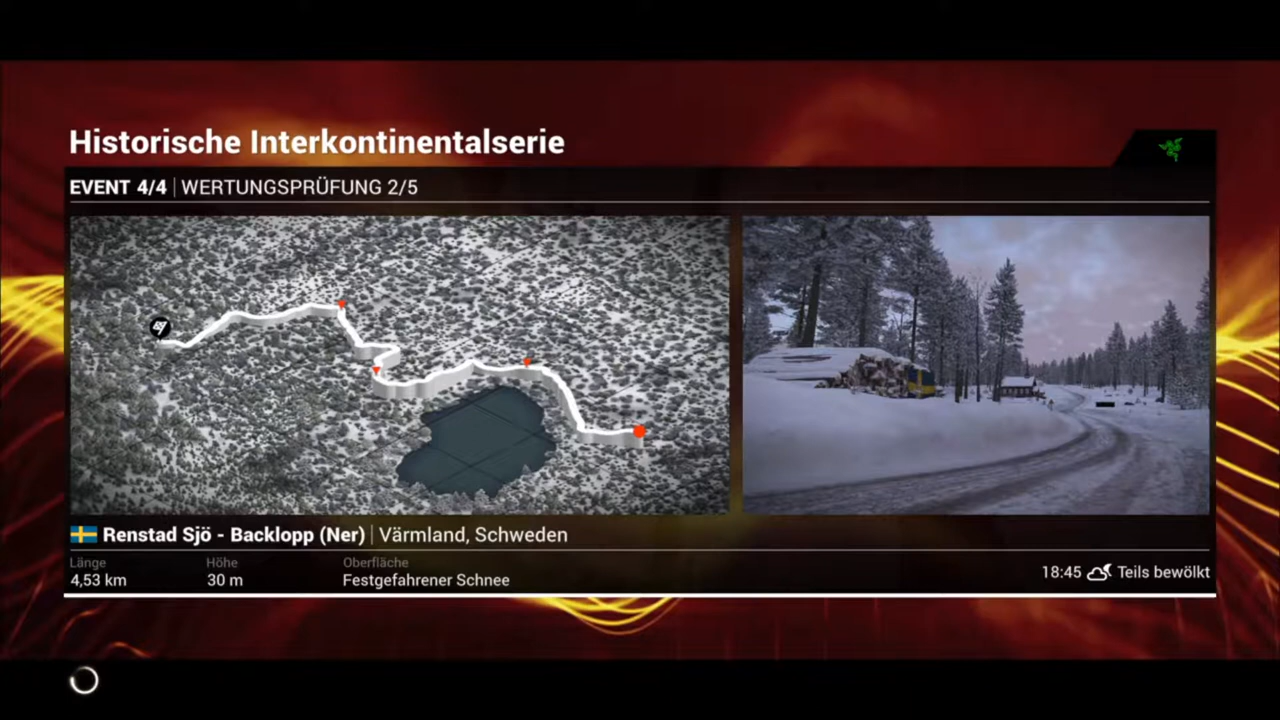 Historische Interkontinentalserie
EVENT 4/4 | WERTUNGSPRÜFUNG 2/5
Renstad Sjö - Backlopp (Ner) | Värmland, Schweden
Länge Höhe Oberfläche
4,53 km 30 m Festgefahrener Schnee 18:45 Teils bewölkt